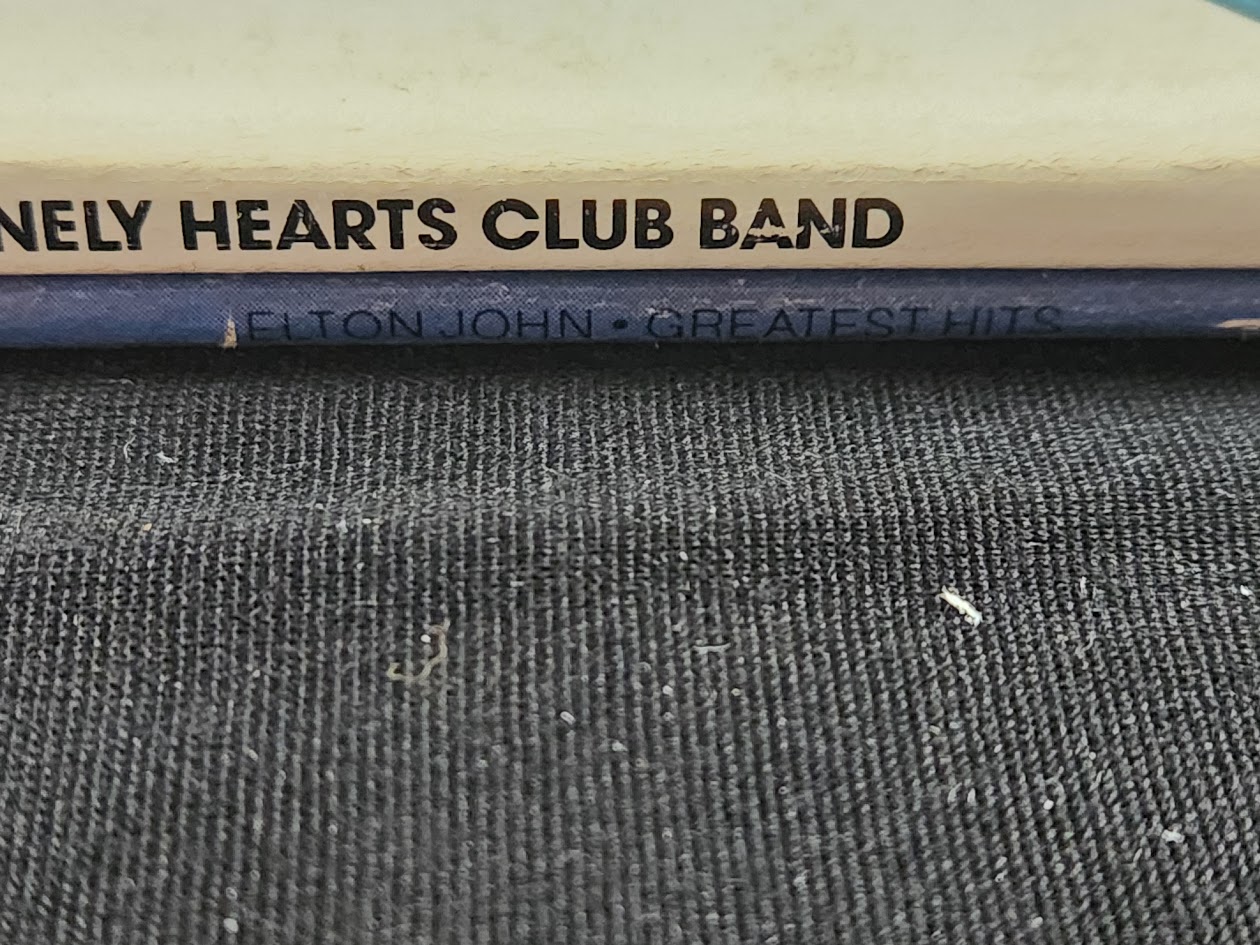 NELY HEARTS CLUB BAND
ELTON JOHN • GREATEST HITS